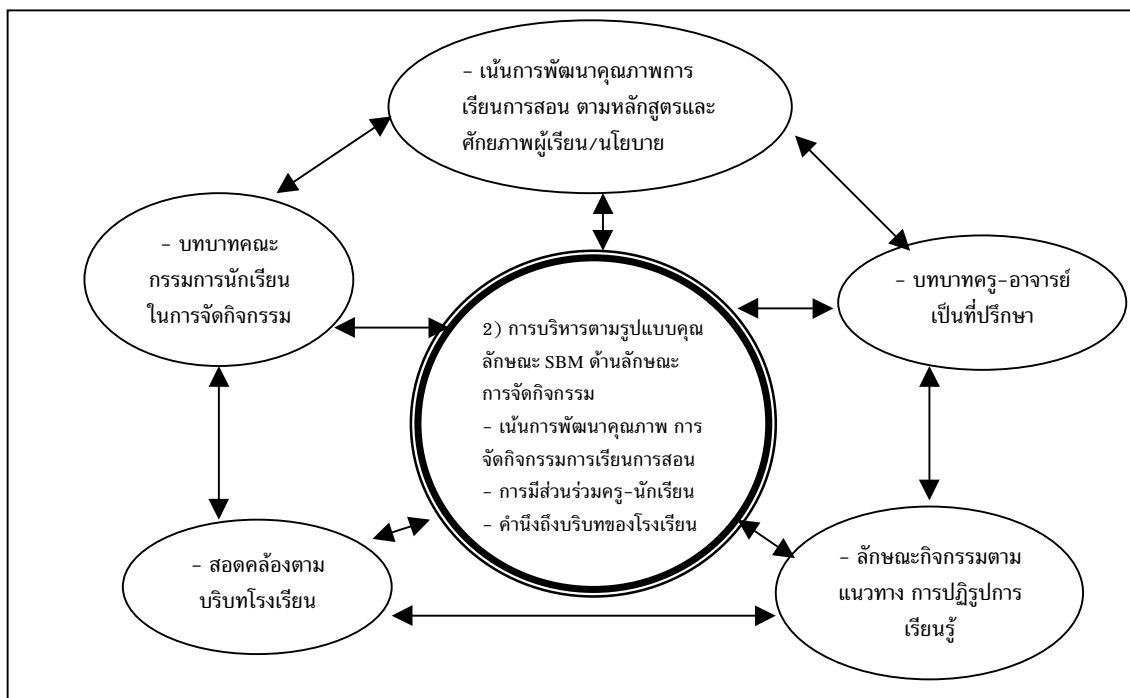 - เน้นการพัฒนาคุณภาพการ
เรียนการสอน ตามหลักสูตรและ
ศักยภาพผู้เรียน/นโยบาย
- บทบาทคณะ
กรรมการนักเรียน
ในการจัดกิจกรรม
- บทบาทครู-อาจารย์
เป็นที่ปรึกษา
2) การบริหารตามรูปแบบคุณ
ลักษณะ SBM ด้านลักษณะ
การจัดกิจกรรม
- เน้นการพัฒนาคุณภาพ การ
จัดกิจกรรมการเรียนการสอน
- การมีส่วนร่วมครู-นักเรียน
- คำนึงถึงบริบทของโรงเรียน
- สอดคล้องตาม
บริบทโรงเรียน
- ลักษณะกิจกรรมตาม
แนวทาง การปฏิรูปการ
เรียนรู้